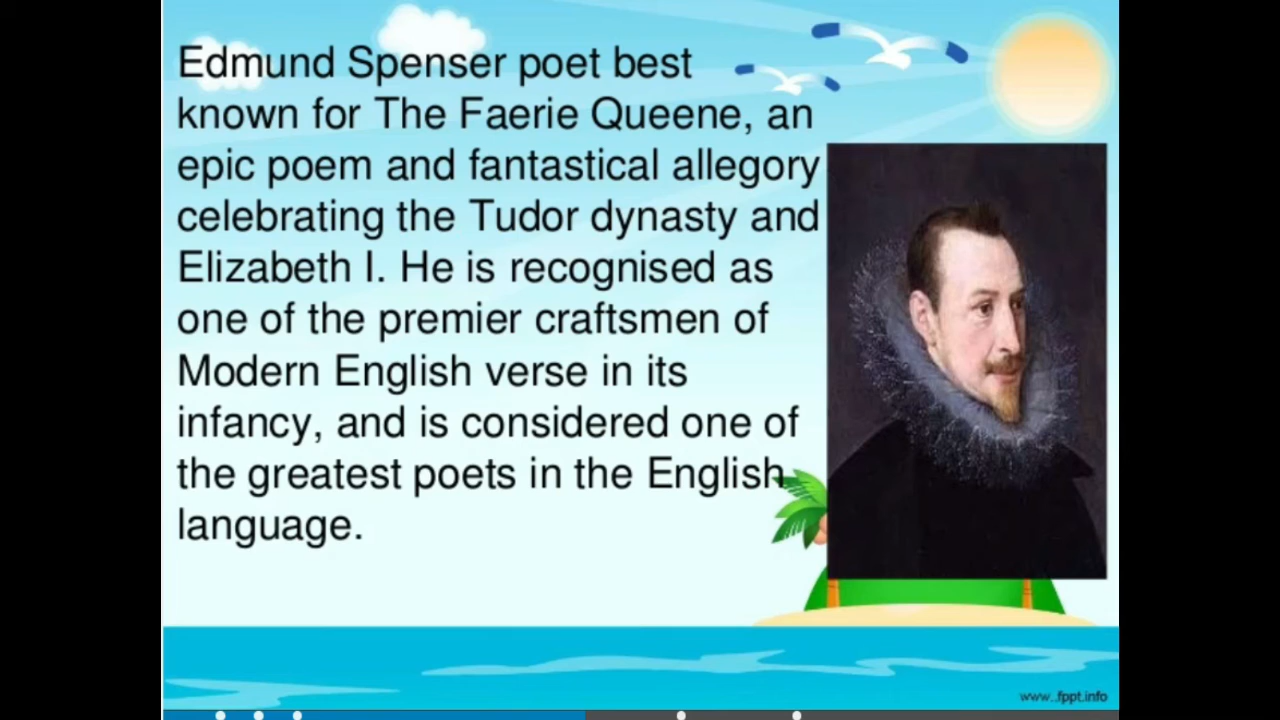 Edmund Spenser poet best
known for The Faerie Queene, an
epic poem and fantastical allegory
celebrating the Tudor dynasty and
Elizabeth I. He is recognised as
one of the premier craftsmen of
Modern English verse in its
infancy, and is considered one of
the greatest poets in the English
language.
www..fppt.info